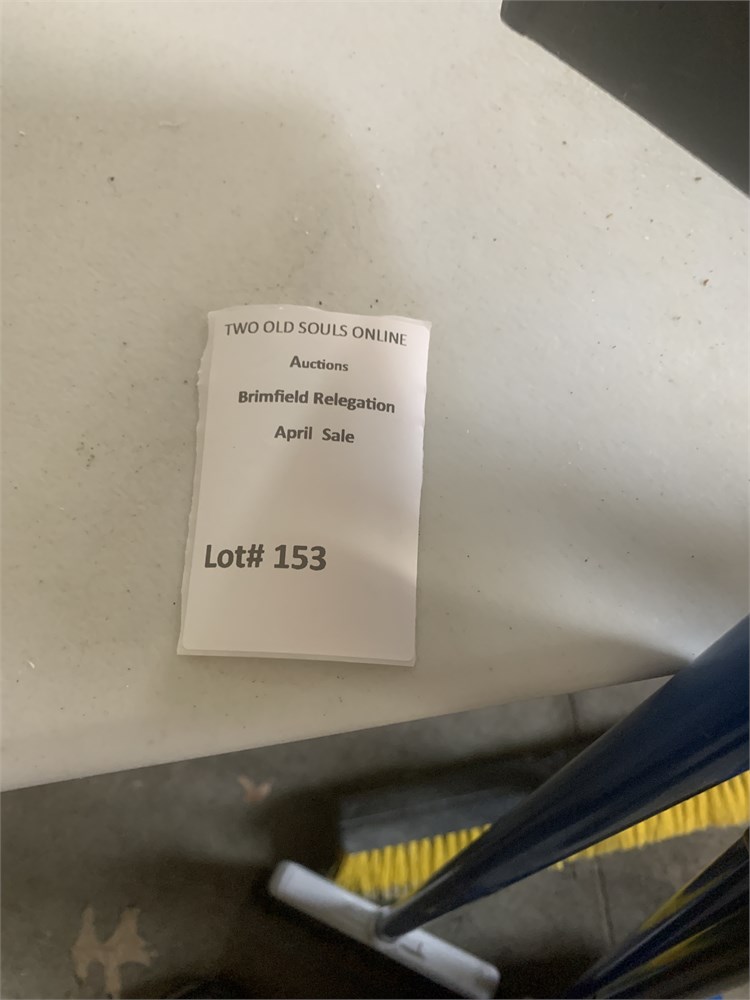 TWO OLD SOULS ONLINE
Auctions
Brimfield Relegation
April Sale
Lot# 153